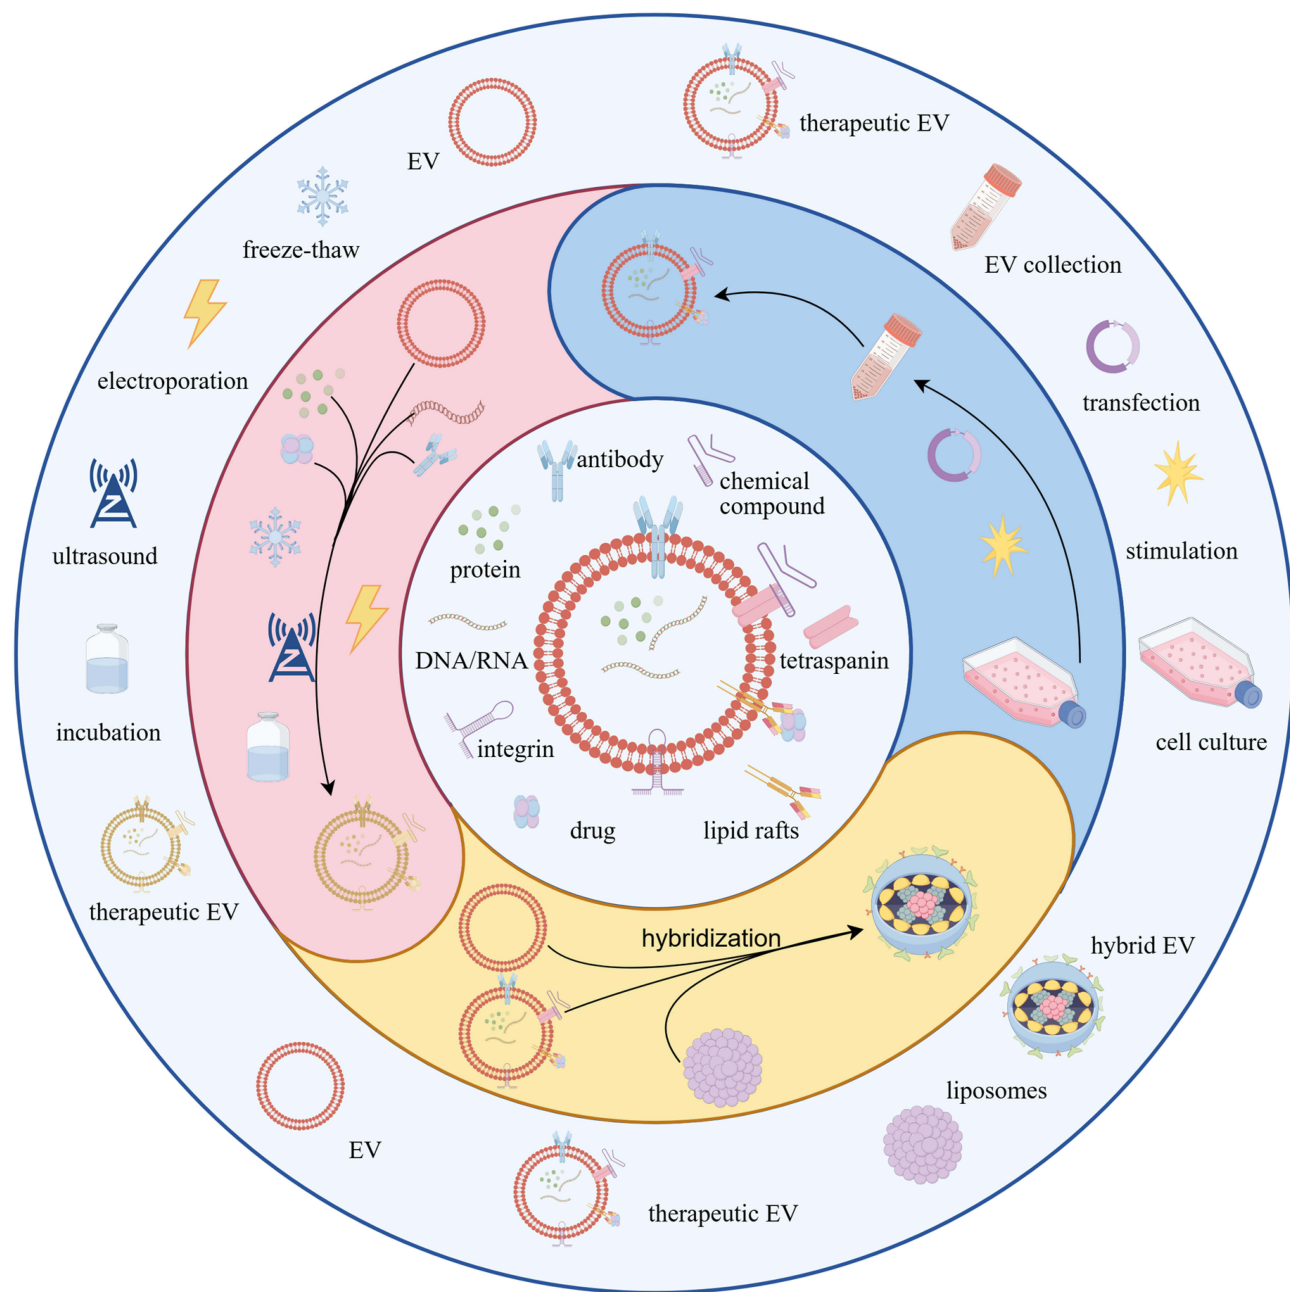 therapeutic EV
EV
freeze-thaw
EV collection
electroporation
transfection
antibody
chemical
compound
ultrasound
stimulation
protein
DNA/RNA
tetraspanin
incubation
integrin
cell culture
drug
lipid rafts
therapeutic EV
hybridization
hybrid EV
liposomes
EV
therapeutic EV